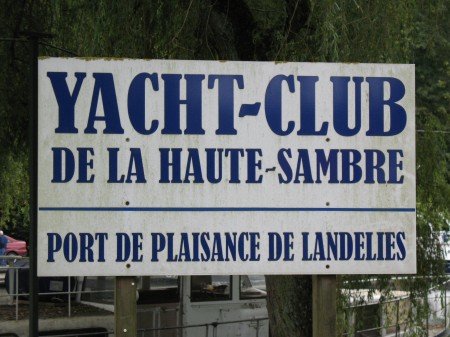 YACHT-CLUB
DE LA HAUTE-SAMBRE
PORT DE PLAISANCE DE LANDELIES